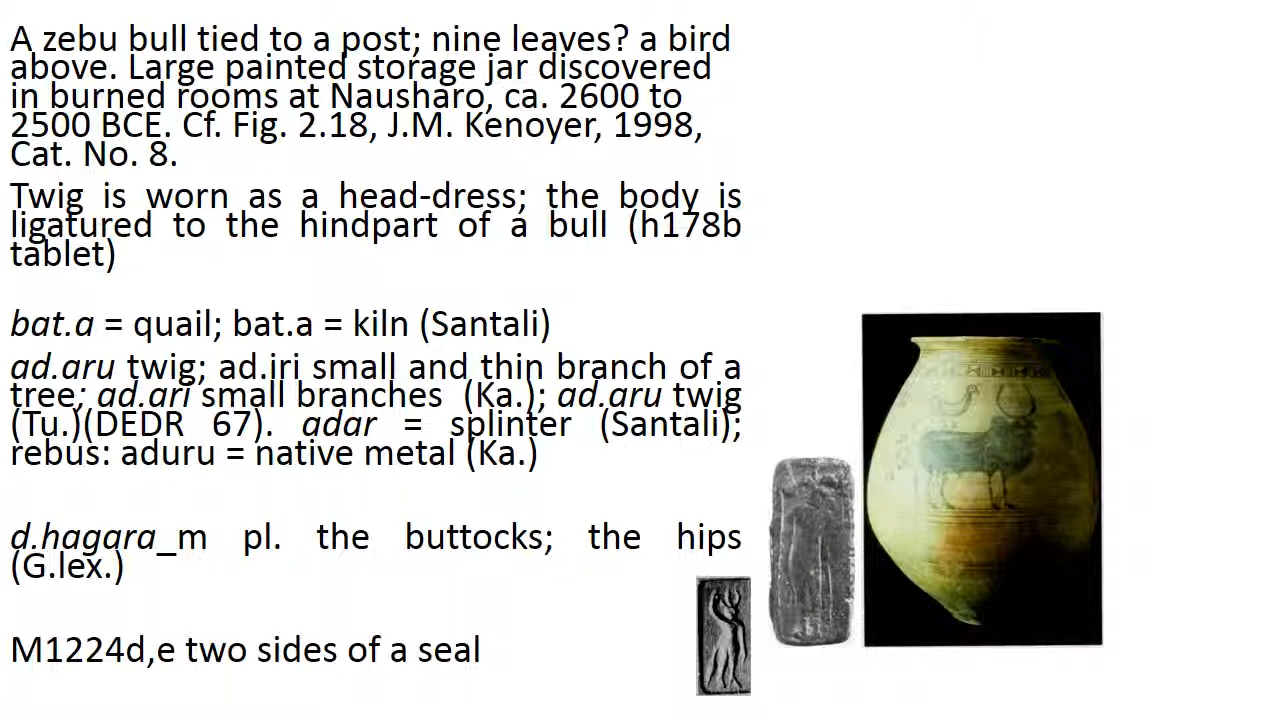 A zebu bull tied to a post; nine leaves? a bird
above. Large painted storage jar discovered
in burned rooms at Nausharo, ca. 2600 to
2500 BCE. Cf. Fig. 2.18, J.M. Kenoyer, 1998,
Cat. No. 8.
Twig is worn as a head-dress; the body is
ligatured to the hindpart of a bull (h178b
tablet)
bat.a = quail; bat.a = kiln (Santali)
ad.aru twig; ad.iri small and thin branch of a
tree; ad.ari small branches (Ka.); ad.aru twig
(Tu.)(DEDR 67). adar = splinter (Santali);
rebus: aduru = native metal (Ka.)
d.hagara_m pl. the buttocks; the hips
(G.lex.)
M1224d,e two sides of a seal